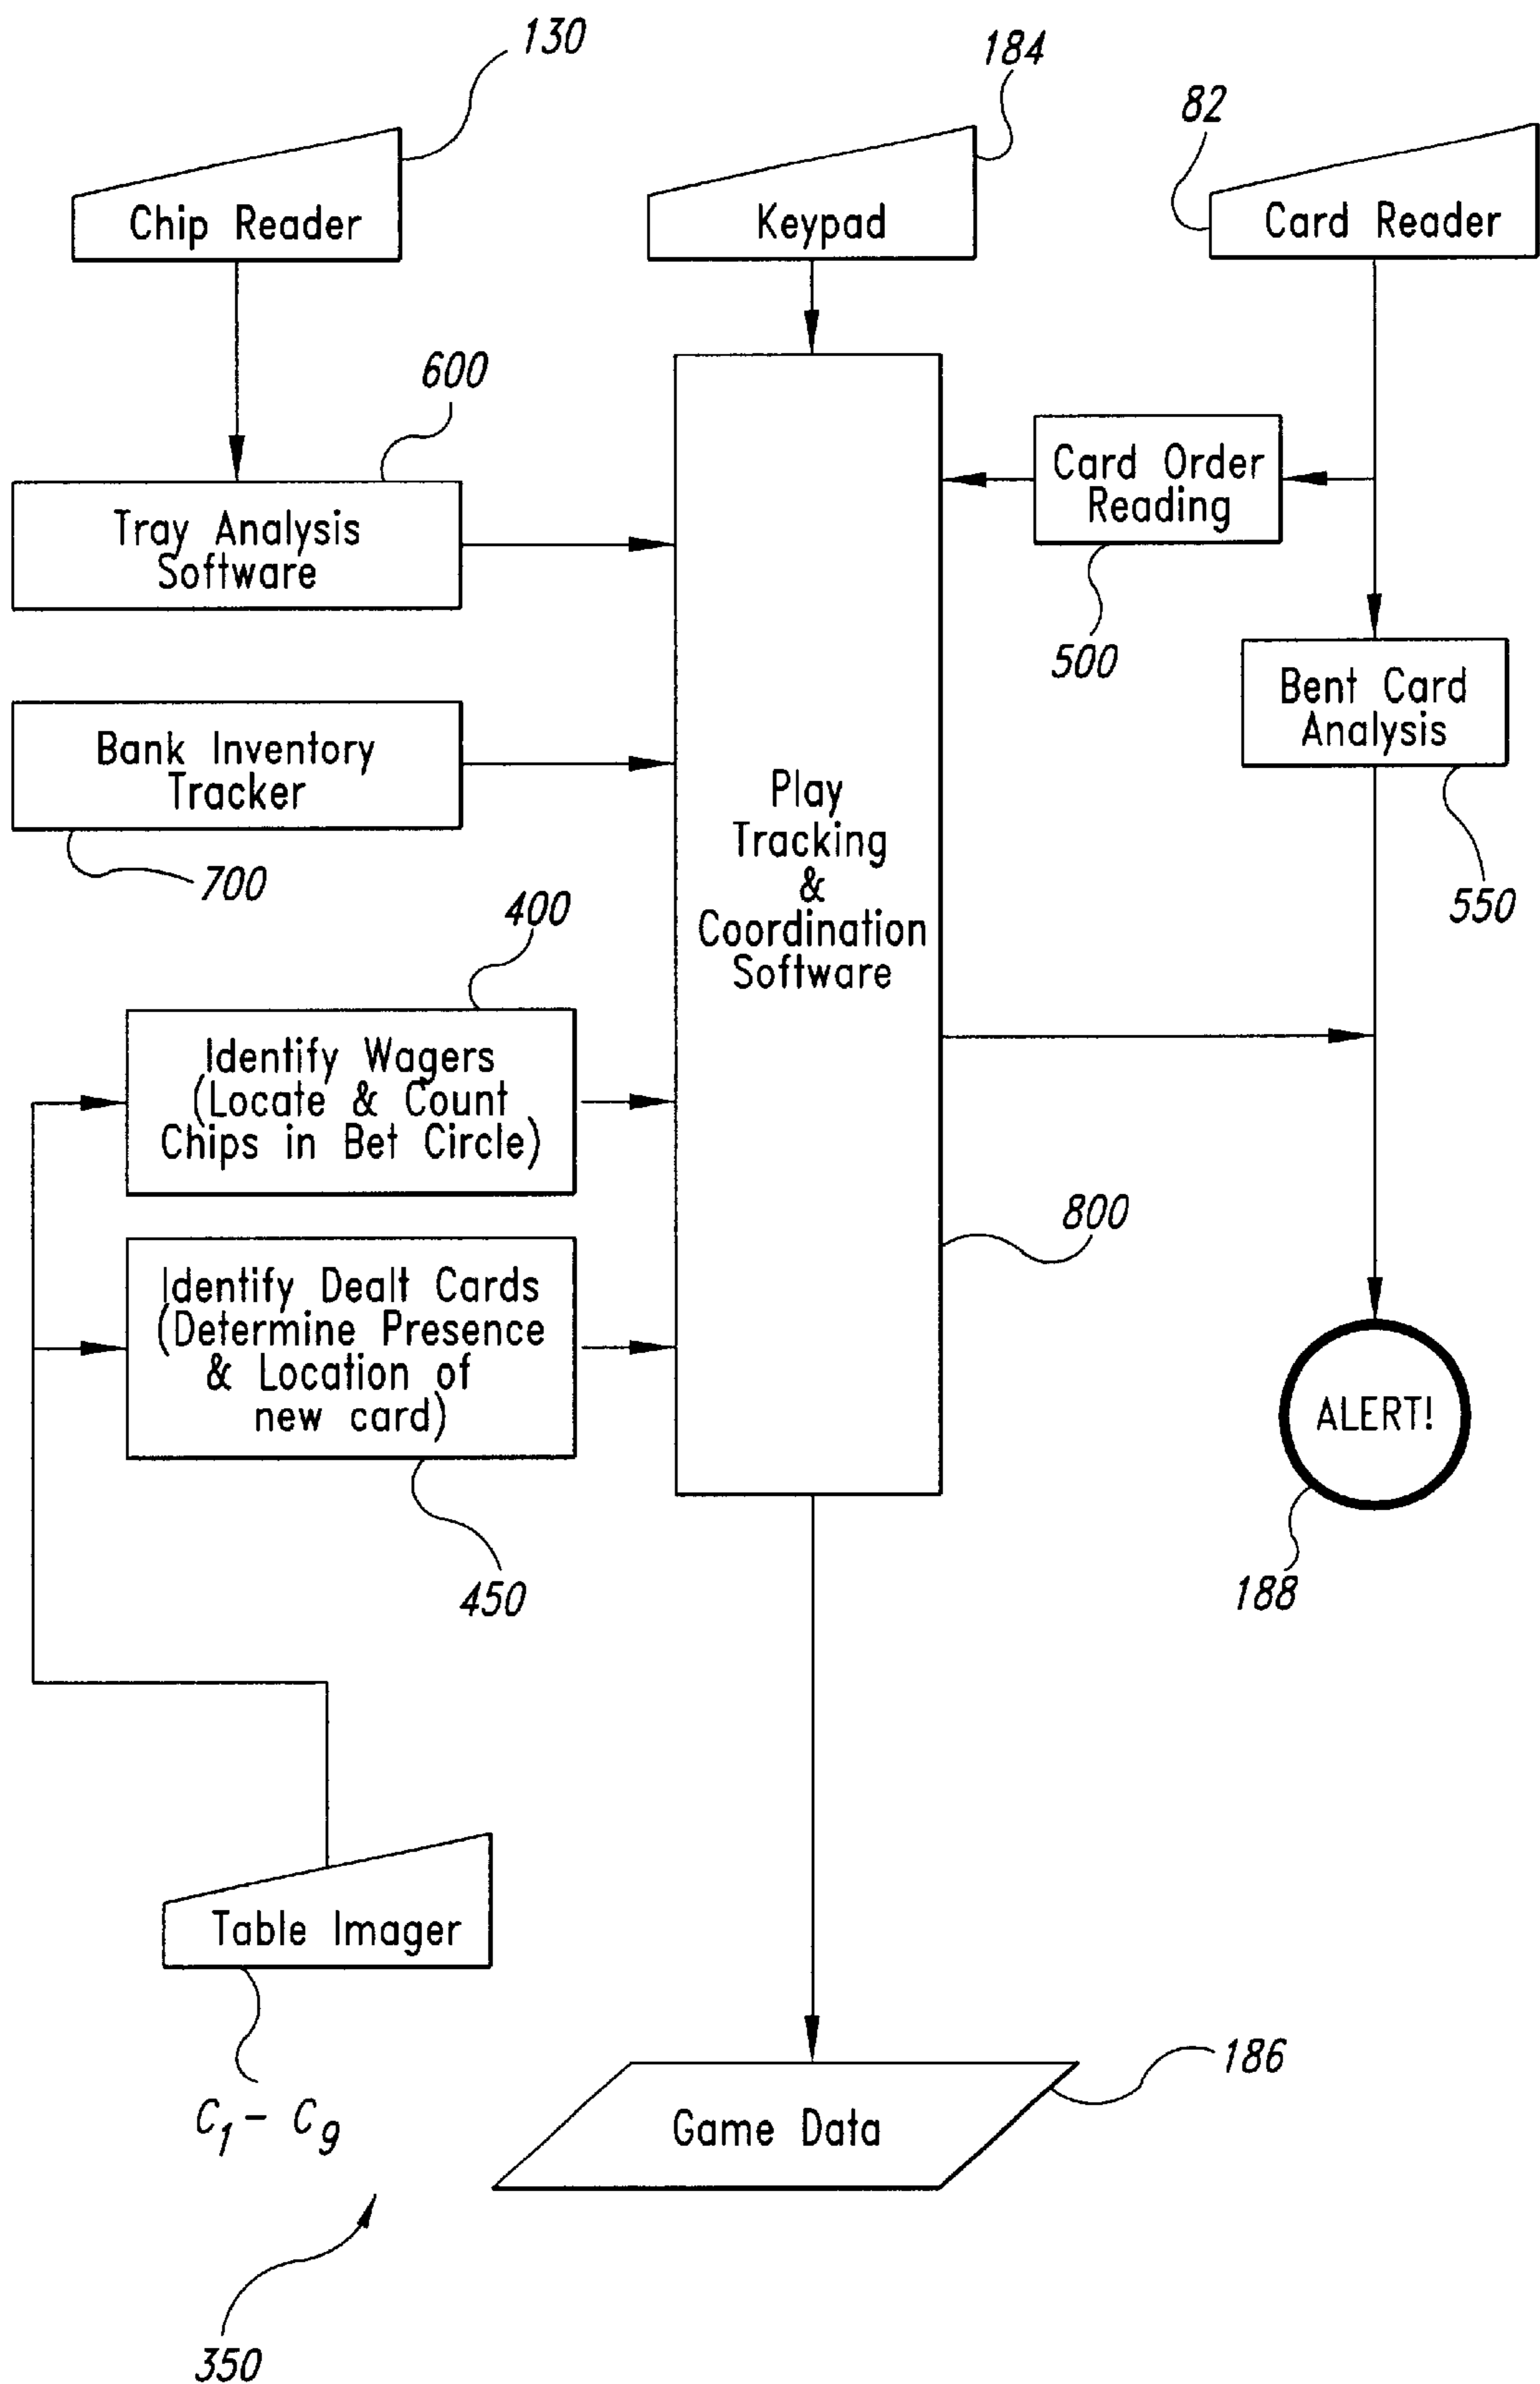 130
184
82
Chip Reader
Keypad
Card Reader
600
Card Order
Reading
500
Tray Analysis
Software
Bent Card
Analysis
550
Bank Inventory
Tracker
700
Play
Tracking
&
Coordination
Software
400
Identify Wagers
(Locate & Count
Chips in Bet Circle)
800
Identify Dealt Cards
(Determine Presence
& Location of
new card)
450
ALERT!
188
Table Imager
C1 - C9
186
Game Data
350